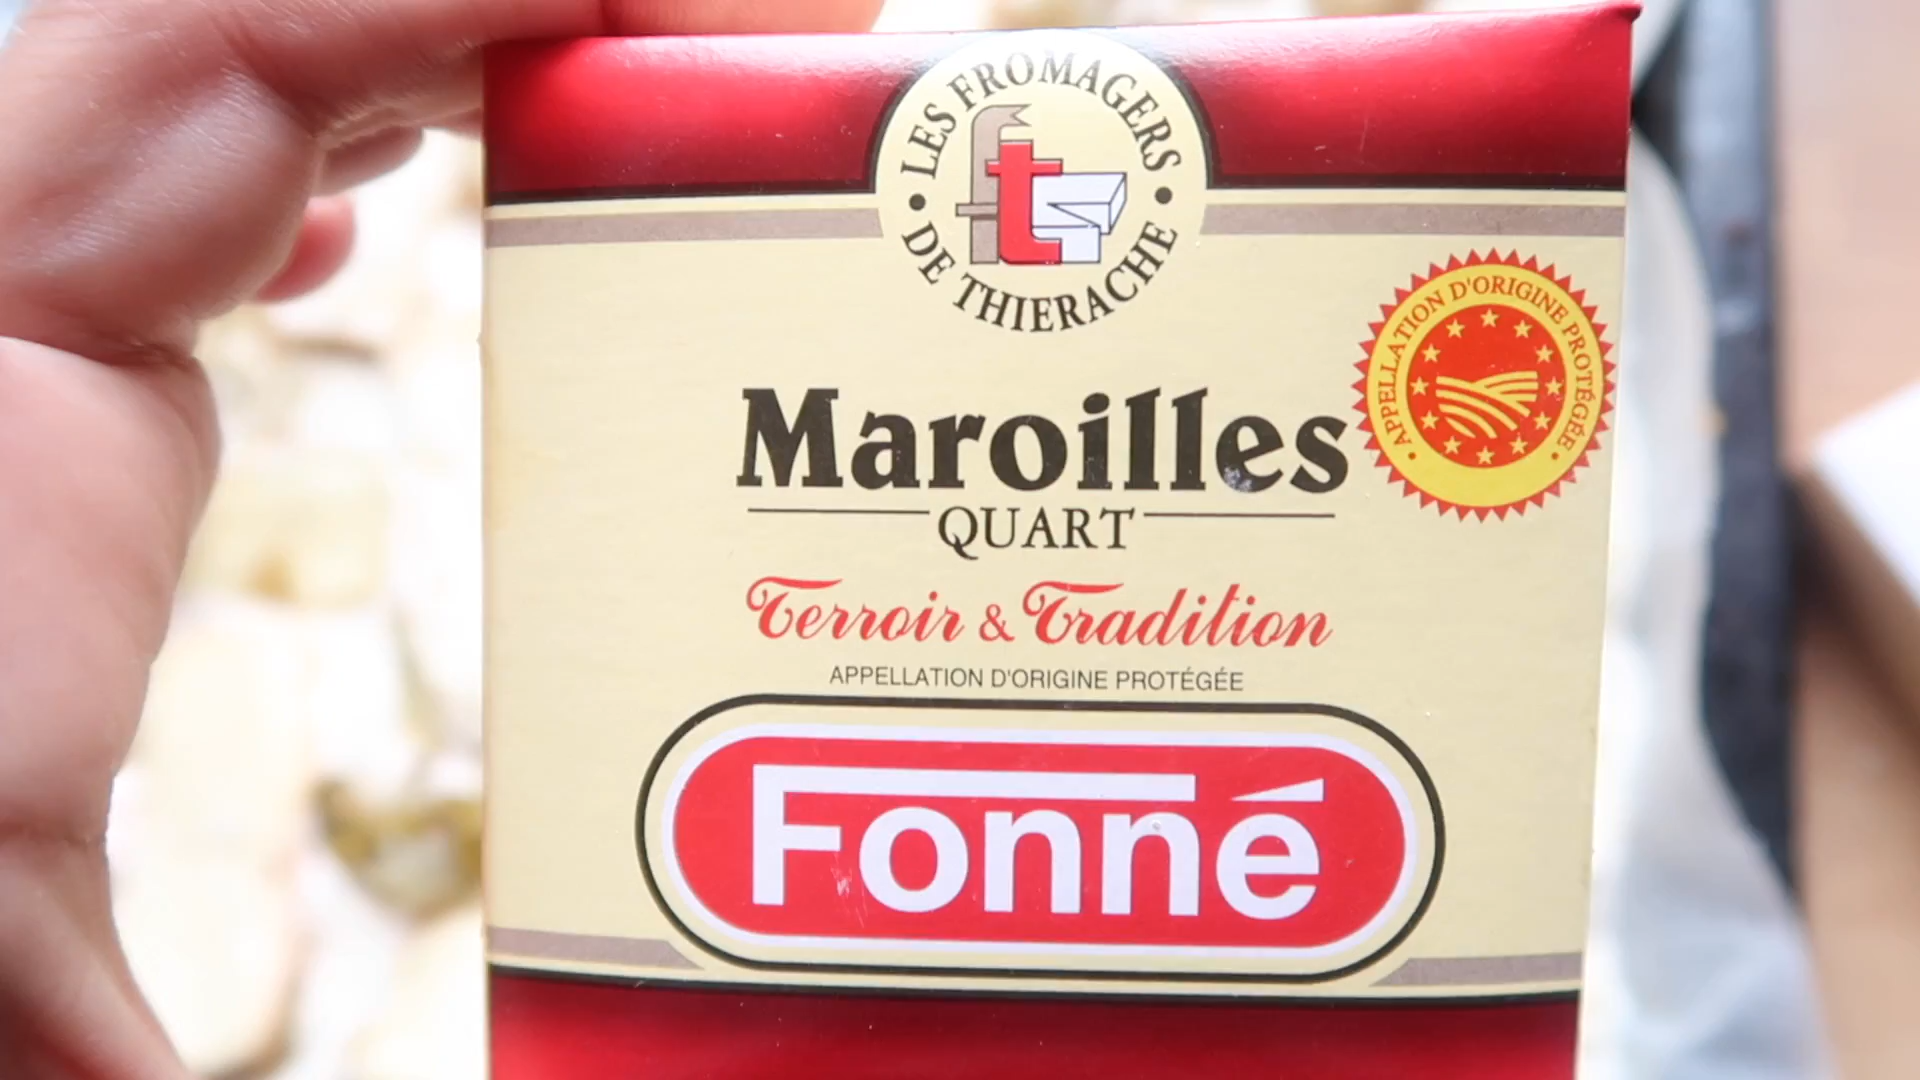 LES FROMAGERS
DE THIERACHE
t
APPELLATION D'ORIGINE PROTÉGÉE
Maroilles
QUART
Terroir & Tradition
APPELLATION D'ORIGINE PROTÉGÉE
Fonné